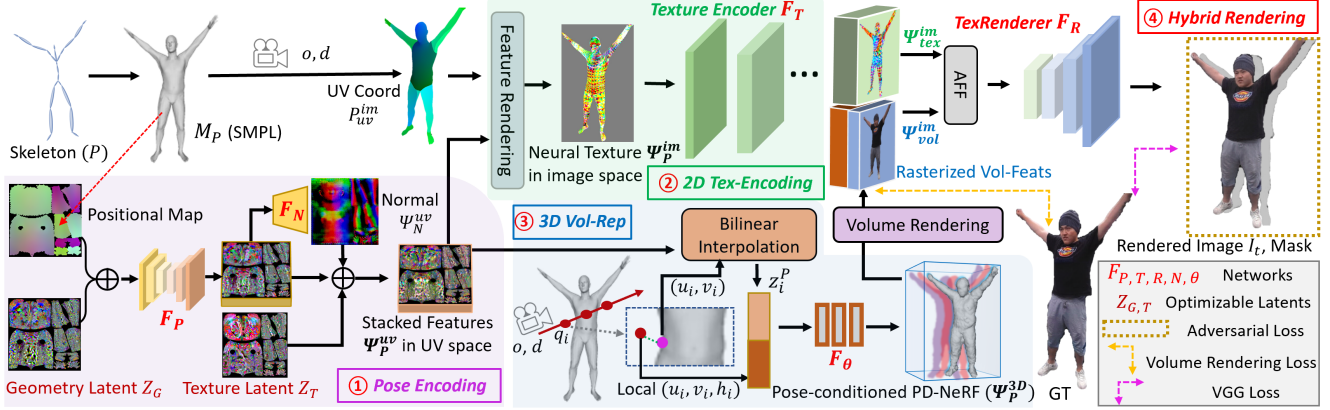 Skeleton (P)
M_P (SMPL)
o, d
UV Coord
P_uv^im
Feature Rendering
Neural Texture Ψ_P^im
in image space
Texture Encoder F_T
② 2D Tex-Encoding
Ψ_tex^im
Ψ_vol^im
AFF
TexRenderer F_R
④ Hybrid Rendering
Rasterized Vol-Feats
Rendered Image I_t, Mask
Positional Map
F_N
Normal
Ψ_N^uv
F_P
Stacked Features
Ψ_P^uv in UV space
Geometry Latent Z_G
Texture Latent Z_T
① Pose Encoding
③ 3D Vol-Rep
Bilinear
Interpolation
Volume Rendering
(u_i, v_i)
z_i^P
q_i
o, d
Local (u_i, v_i, h_i)
F_θ
Pose-conditioned PD-NeRF (Ψ_P^3D)
GT
F_P, T, R, N, θ Networks
Z_G, T Optimizable Latents
Adversarial Loss
Volume Rendering Loss
VGG Loss